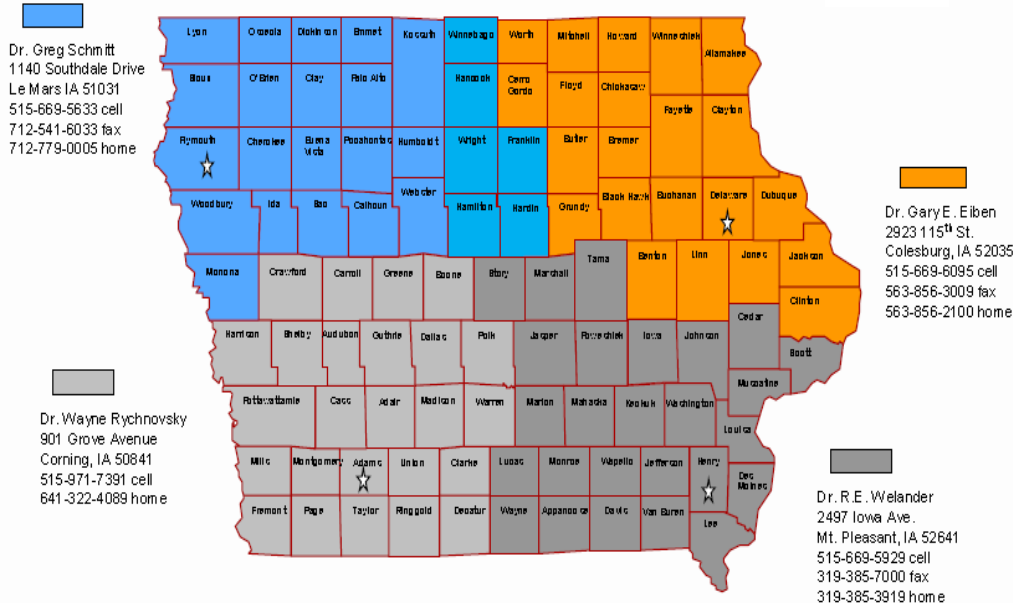 Dr. Greg Schmitt
1140 Southdale Drive
Le Mars IA 51031
515-669-5633 cell
712-541-6033 fax
712-779-0005 home
Lyon Osceola Dickinson Emmet Kossuth Winnebago Worth Mitchell Howard Winneshiek Allamakee
Sioux O'Brien Clay Palo Alto Hancock Cerro Gordo Floyd Chickasaw
Fayette Clayton
Plymouth Cherokee Buena Vista Pocahontas Humboldt Wright Franklin Butler Bremer
Woodbury Ida Sac Calhoun Webster Hamilton Hardin Grundy Black Hawk Buchanan Delaware Dubuque
Monona Crawford Carroll Greene Boone Story Marshall Tama Benton Linn Jones Jackson
Clinton
Harrison Shelby Audubon Guthrie Dallas Polk Jasper Poweshiek Iowa Johnson Cedar
Scott
Muscatine
Pottawattamie Cass Adair Madison Warren Marion Mahaska Keokuk Washington
Louisa
Mills Montgomery Adams Union Clarke Lucas Monroe Wapello Jefferson Henry Des Moines
Fremont Page Taylor Ringgold Decatur Wayne Appanoose Davis Van Buren Lee
Dr. Gary E. Eiben
2923 115th St.
Colesburg, IA 52035
515-669-6095 cell
563-856-3009 fax
563-856-2100 home
Dr. Wayne Rychnovsky
901 Grove Avenue
Corning, IA 50841
515-971-7391 cell
641-322-4089 home
Dr. R.E. Welander
2497 Iowa Ave.
Mt. Pleasant, IA 52641
515-669-5929 cell
319-385-7000 fax
319-385-3919 home